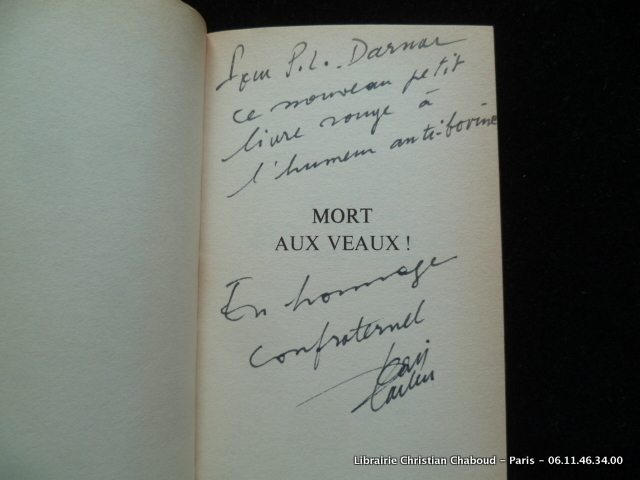 Pour P.L. Darnar
ce nouveau petit
livre rouge à
l'humeur anti-bovine
MORT
AUX VEAUX !
En hommage
confraternel
Librairie Christian Chaboud - Paris - 06.11.46.34.00